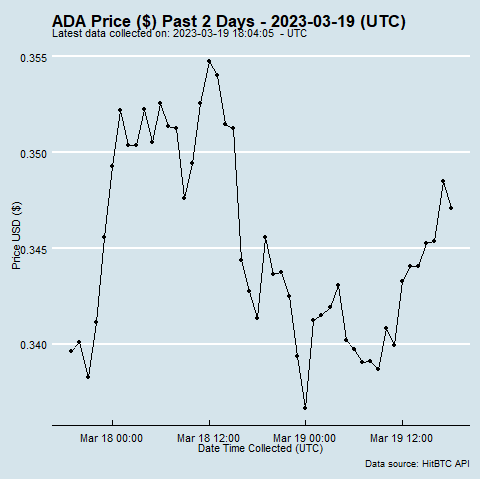 ADA Price ($) Past 2 Days - 2023-03-19 (UTC)
Latest data collected on: 2023-03-19 18:04:05 - UTC
0.355
0.350
0.345
0.340
Price USD ($)
Mar 18 00:00 Mar 18 12:00 Mar 19 00:00 Mar 19 12:00
Date Time Collected (UTC)
Data source: HitBTC API